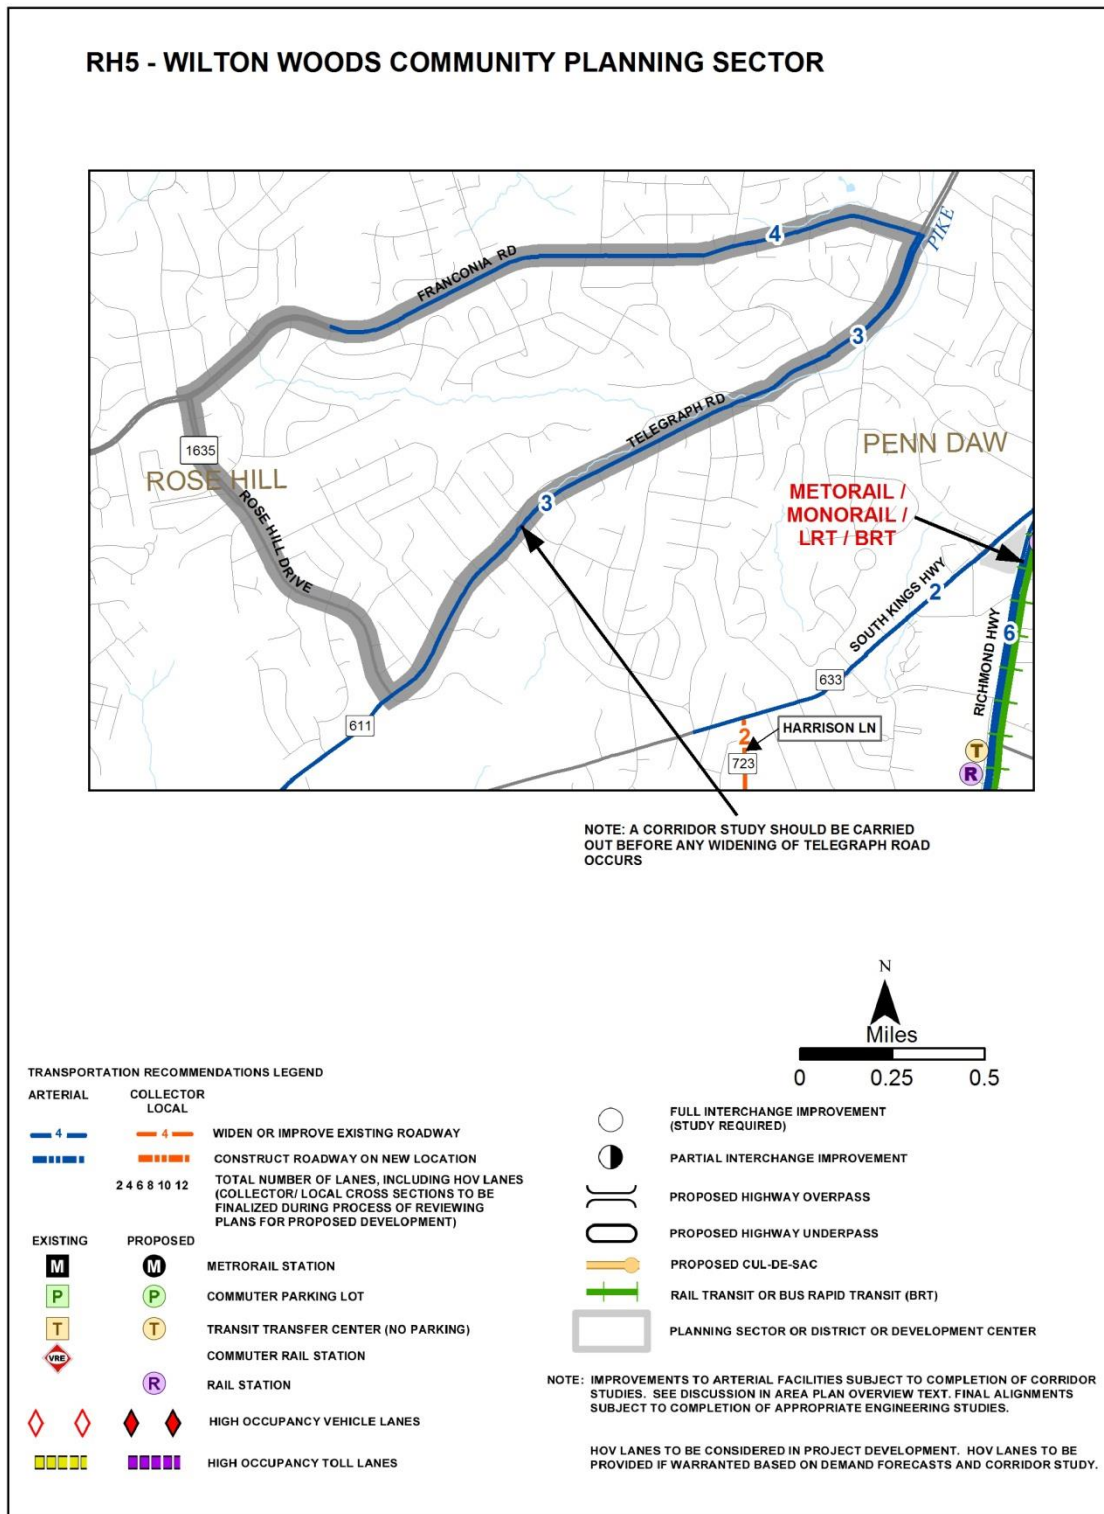 RH5 - WILTON WOODS COMMUNITY PLANNING SECTOR
PIKE
4
FRANCONIA RD
3
TELEGRAPH RD
1635
ROSE HILL
PENN DAW
METORAIL /
MONORAIL /
LRT / BRT
3
ROSE HILL DRIVE
SOUTH KINGS HWY
2
RICHMOND HWY
6
633
611
2
HARRISON LN
723
T
R
NOTE: A CORRIDOR STUDY SHOULD BE CARRIED
OUT BEFORE ANY WIDENING OF TELEGRAPH ROAD
OCCURS
N
Miles
0 0.25 0.5
TRANSPORTATION RECOMMENDATIONS LEGEND
ARTERIAL
COLLECTOR
LOCAL
4 4 WIDEN OR IMPROVE EXISTING ROADWAY
CONSTRUCT ROADWAY ON NEW LOCATION
2 4 6 8 10 12
TOTAL NUMBER OF LANES, INCLUDING HOV LANES
(COLLECTOR/ LOCAL CROSS SECTIONS TO BE
FINALIZED DURING PROCESS OF REVIEWING
PLANS FOR PROPOSED DEVELOPMENT)
EXISTING PROPOSED
M M METRORAIL STATION
P P COMMUTER PARKING LOT
T T TRANSIT TRANSFER CENTER (NO PARKING)
VRE COMMUTER RAIL STATION
R RAIL STATION
HIGH OCCUPANCY VEHICLE LANES
HIGH OCCUPANCY TOLL LANES
FULL INTERCHANGE IMPROVEMENT
(STUDY REQUIRED)
PARTIAL INTERCHANGE IMPROVEMENT
PROPOSED HIGHWAY OVERPASS
PROPOSED HIGHWAY UNDERPASS
PROPOSED CUL-DE-SAC
RAIL TRANSIT OR BUS RAPID TRANSIT (BRT)
PLANNING SECTOR OR DISTRICT OR DEVELOPMENT CENTER
NOTE: IMPROVEMENTS TO ARTERIAL FACILITIES SUBJECT TO COMPLETION OF CORRIDOR
STUDIES. SEE DISCUSSION IN AREA PLAN OVERVIEW TEXT. FINAL ALIGNMENTS
SUBJECT TO COMPLETION OF APPROPRIATE ENGINEERING STUDIES.
HOV LANES TO BE CONSIDERED IN PROJECT DEVELOPMENT. HOV LANES TO BE
PROVIDED IF WARRANTED BASED ON DEMAND FORECASTS AND CORRIDOR STUDY.